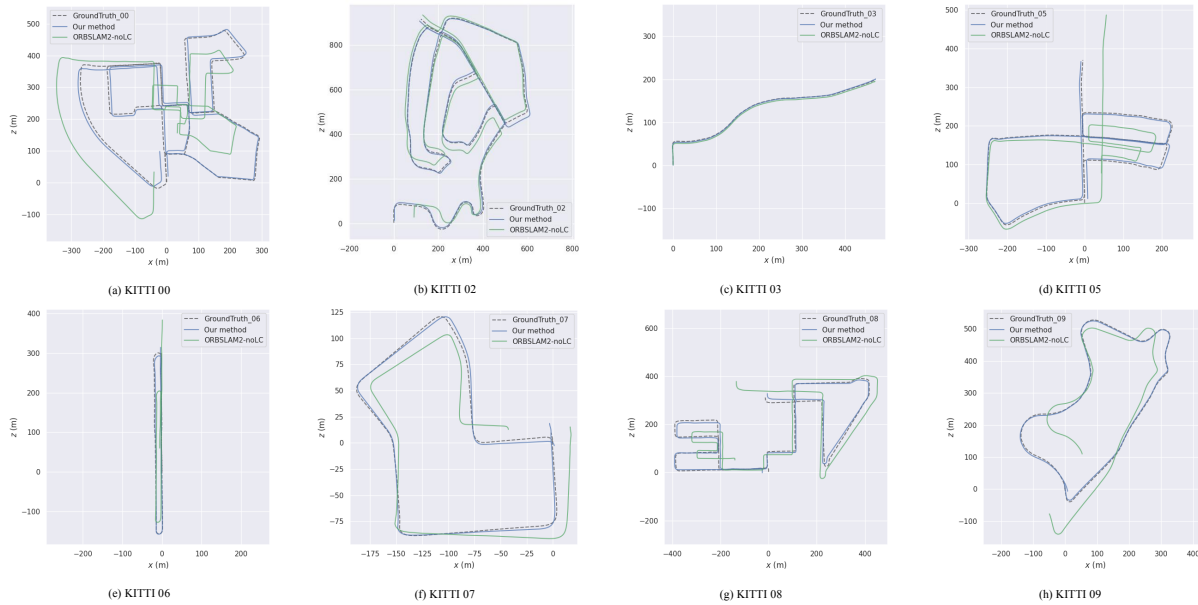 GroundTruth_00
Our method
ORBSLAM2-noLC
500
400
300
200
100
0
−100
z (m)
−300 −200 −100 0 100 200 300
x (m)
(a) KITTI 00
GroundTruth_02
Our method
ORBSLAM2-noLC
800
600
400
200
0
z (m)
−200 0 200 400 600 800
x (m)
(b) KITTI 02
GroundTruth_03
Our method
ORBSLAM2-noLC
300
200
100
0
−100
z (m)
0 100 200 300 400
x (m)
(c) KITTI 03
GroundTruth_05
Our method
ORBSLAM2-noLC
500
400
300
200
100
0
z (m)
−300 −200 −100 0 100 200
x (m)
(d) KITTI 05
GroundTruth_06
Our method
ORBSLAM2-noLC
400
300
200
100
0
−100
z (m)
−200 −100 0 100 200
x (m)
(e) KITTI 06
GroundTruth_07
Our method
ORBSLAM2-noLC
125
100
75
50
25
0
−25
−50
−75
z (m)
−175 −150 −125 −100 −75 −50 −25 0
x (m)
(f) KITTI 07
GroundTruth_08
Our method
ORBSLAM2-noLC
600
400
200
0
−200
z (m)
−400 −200 0 200 400
x (m)
(g) KITTI 08
GroundTruth_09
Our method
ORBSLAM2-noLC
500
400
300
200
100
0
−100
z (m)
−200 −100 0 100 200 300 400
x (m)
(h) KITTI 09